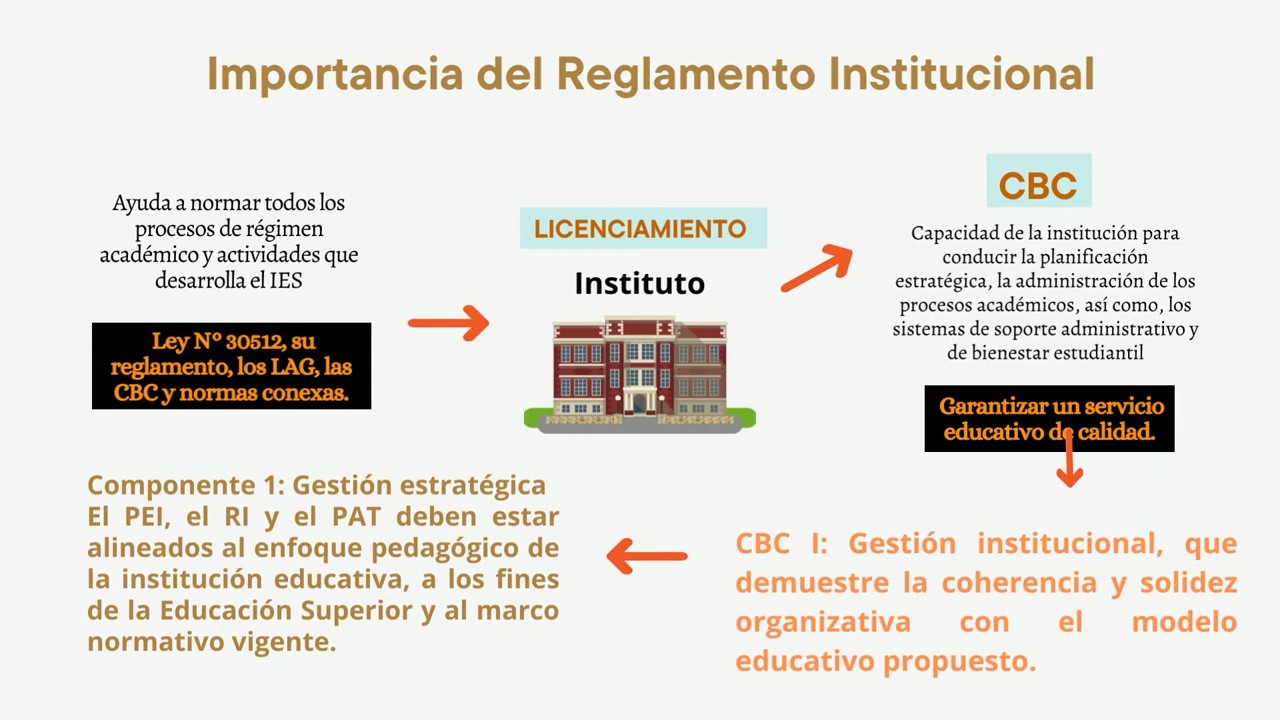 Importancia del Reglamento Institucional
Ayuda a normar todos los
procesos de régimen
académico y actividades que
desarrolla el IES
Ley Nº 30512, su
reglamento, los LAG, las
CBC y normas conexas.
LICENCIAMIENTO
Instituto
CBC
Capacidad de la institución para
conducir la planificación
estratégica, la administración de los
procesos académicos, así como, los
sistemas de soporte administrativo y
de bienestar estudiantil
Garantizar un servicio
educativo de calidad.
CBC I: Gestión institucional, que
demuestre la coherencia y solidez
organizativa con el modelo
educativo propuesto.
Componente 1: Gestión estratégica
El PEI, el RI y el PAT deben estar
alineados al enfoque pedagógico de
la institución educativa, a los fines
de la Educación Superior y al marco
normativo vigente.